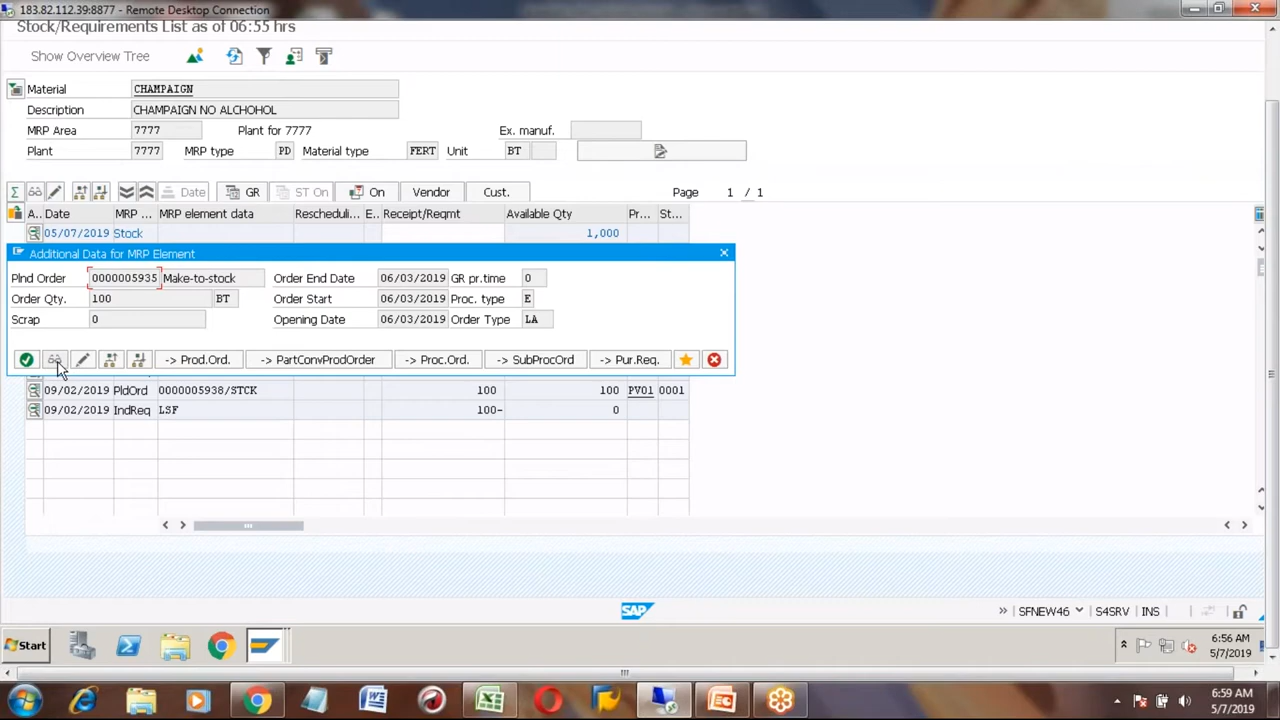 183.82.112.39:8877 - Remote Desktop Connection
Stock/Requirements List as of 06:55 hrs
Show Overview Tree
Material CHAMPAIGN
Description CHAMPAIGN NO ALCHOHOL
MRP Area 7777 Plant for 7777 Ex. manuf.
Plant 7777 MRP type PD Material type FERT Unit BT
Date GR ST On On Vendor Cust. Page 1 / 1
A.. Date MRP ... MRP element data Rescheduli... E.. Receipt/Reqmt Available Qty Pr... St...
05/07/2019 Stock 1,000
Additional Data for MRP Element
Plnd Order 0000005935 Make-to-stock Order End Date 06/03/2019 GR pr.time 0
Order Qty. 100 BT Order Start 06/03/2019 Proc. type E
Scrap 0 Opening Date 06/03/2019 Order Type LA
-> Prod.Ord. -> PartConvProdOrder -> Proc.Ord. -> SubProcOrd -> Pur.Req.
09/02/2019 PldOrd 0000005938/STCK 100 100 PV01 0001
09/02/2019 IndReq LSF 100- 0
SAP SFNEW46 S4SRV INS
Start 6:56 AM
5/7/2019
6:59 AM
5/7/2019